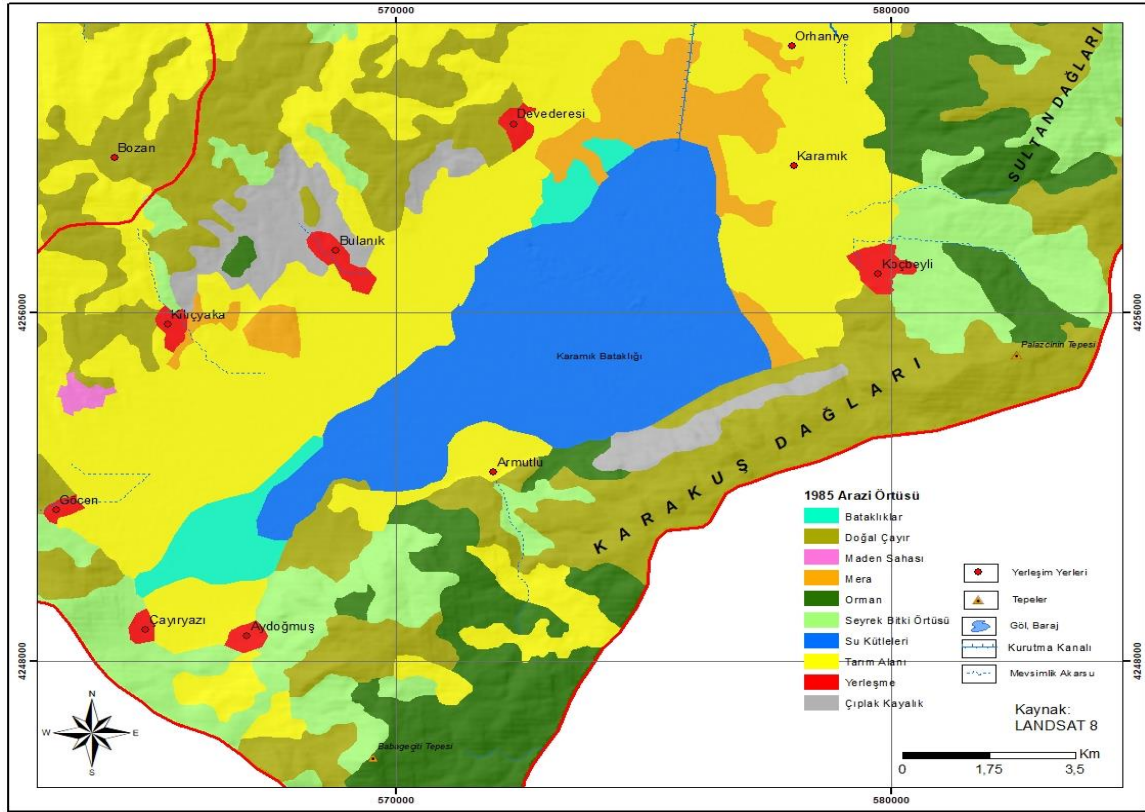 570000
580000
Orhaniye
SULTAN DAĞLARI
Devederesi
Bozan
Karamık
Bulanık
Koçbeyli
4256000
4256000
Kılıçyaka
Karamık Bataklığı
Palazcinin Tepesi
KARAKUŞ DAĞLARI
Armutlu
Göcen
Çayıryazı
Aydoğmuş
4248000
4248000
Babageğti Tepesi
1985 Arazi Örtüsü
Bataklıklar
Doğal Çayır
Maden Sahası
Mera
Orman
Seyrek Bitki Örtüsü
Su Kütleleri
Tarım Alanı
Yerleşme
Çıplak Kayalık
Yerleşim Yerleri
Tepeler
Göl, Baraj
Kurutma Kanalı
Mevsimlik Akarsu
Kaynak:
LANDSAT 8
Km
0 1,75 3,5
N
W E
S
570000
580000